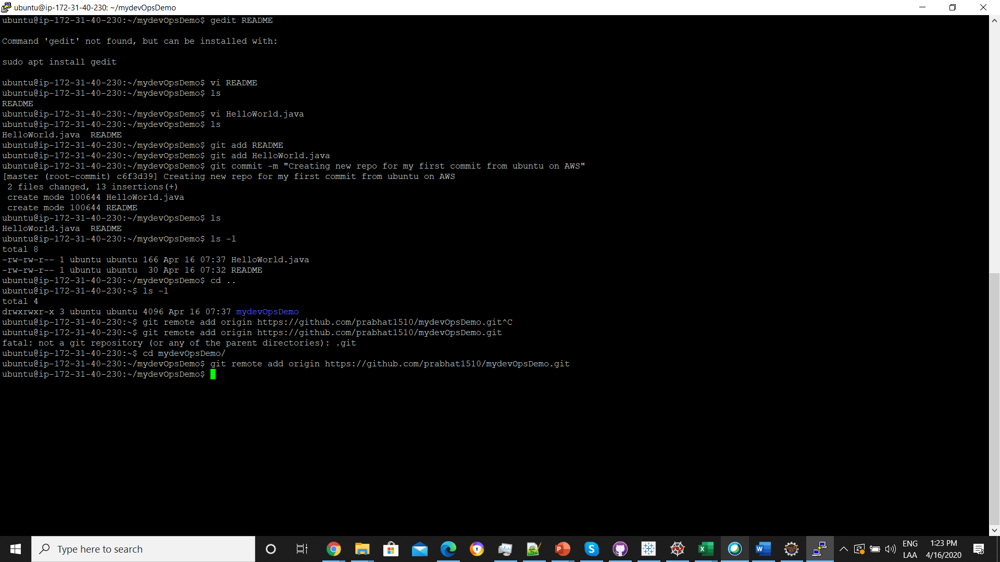 ubuntu@ip-172-31-40-230: ~/mydevOpsDemo
ubuntu@ip-172-31-40-230:~/mydevOpsDemo$ gedit README
Command 'gedit' not found, but can be installed with:
sudo apt install gedit
ubuntu@ip-172-31-40-230:~/mydevOpsDemo$ vi README
ubuntu@ip-172-31-40-230:~/mydevOpsDemo$ ls
README
ubuntu@ip-172-31-40-230:~/mydevOpsDemo$ vi HelloWorld.java
ubuntu@ip-172-31-40-230:~/mydevOpsDemo$ ls
HelloWorld.java  README
ubuntu@ip-172-31-40-230:~/mydevOpsDemo$ git add README
ubuntu@ip-172-31-40-230:~/mydevOpsDemo$ git add HelloWorld.java
ubuntu@ip-172-31-40-230:~/mydevOpsDemo$ git commit -m "Creating new repo for my first commit from ubuntu on AWS"
[master (root-commit) c6f3d39] Creating new repo for my first commit from ubuntu on AWS
 2 files changed, 13 insertions(+)
 create mode 100644 HelloWorld.java
 create mode 100644 README
ubuntu@ip-172-31-40-230:~/mydevOpsDemo$ ls
HelloWorld.java  README
ubuntu@ip-172-31-40-230:~/mydevOpsDemo$ ls -l
total 8
-rw-rw-r-- 1 ubuntu ubuntu 166 Apr 16 07:37 HelloWorld.java
-rw-rw-r-- 1 ubuntu ubuntu  30 Apr 16 07:32 README
ubuntu@ip-172-31-40-230:~/mydevOpsDemo$ cd ..
ubuntu@ip-172-31-40-230:~$ ls -l
total 4
drwxrwxr-x 3 ubuntu ubuntu 4096 Apr 16 07:37 mydevOpsDemo
ubuntu@ip-172-31-40-230:~$ git remote add origin https://github.com/prabhat1510/mydevOpsDemo.git^C
ubuntu@ip-172-31-40-230:~$ git remote add origin https://github.com/prabhat1510/mydevOpsDemo.git
fatal: not a git repository (or any of the parent directories): .git
ubuntu@ip-172-31-40-230:~$ cd mydevOpsDemo/
ubuntu@ip-172-31-40-230:~/mydevOpsDemo$ git remote add origin https://github.com/prabhat1510/mydevOpsDemo.git
ubuntu@ip-172-31-40-230:~/mydevOpsDemo$
Type here to search
ENG
LAA
1:23 PM
4/16/2020